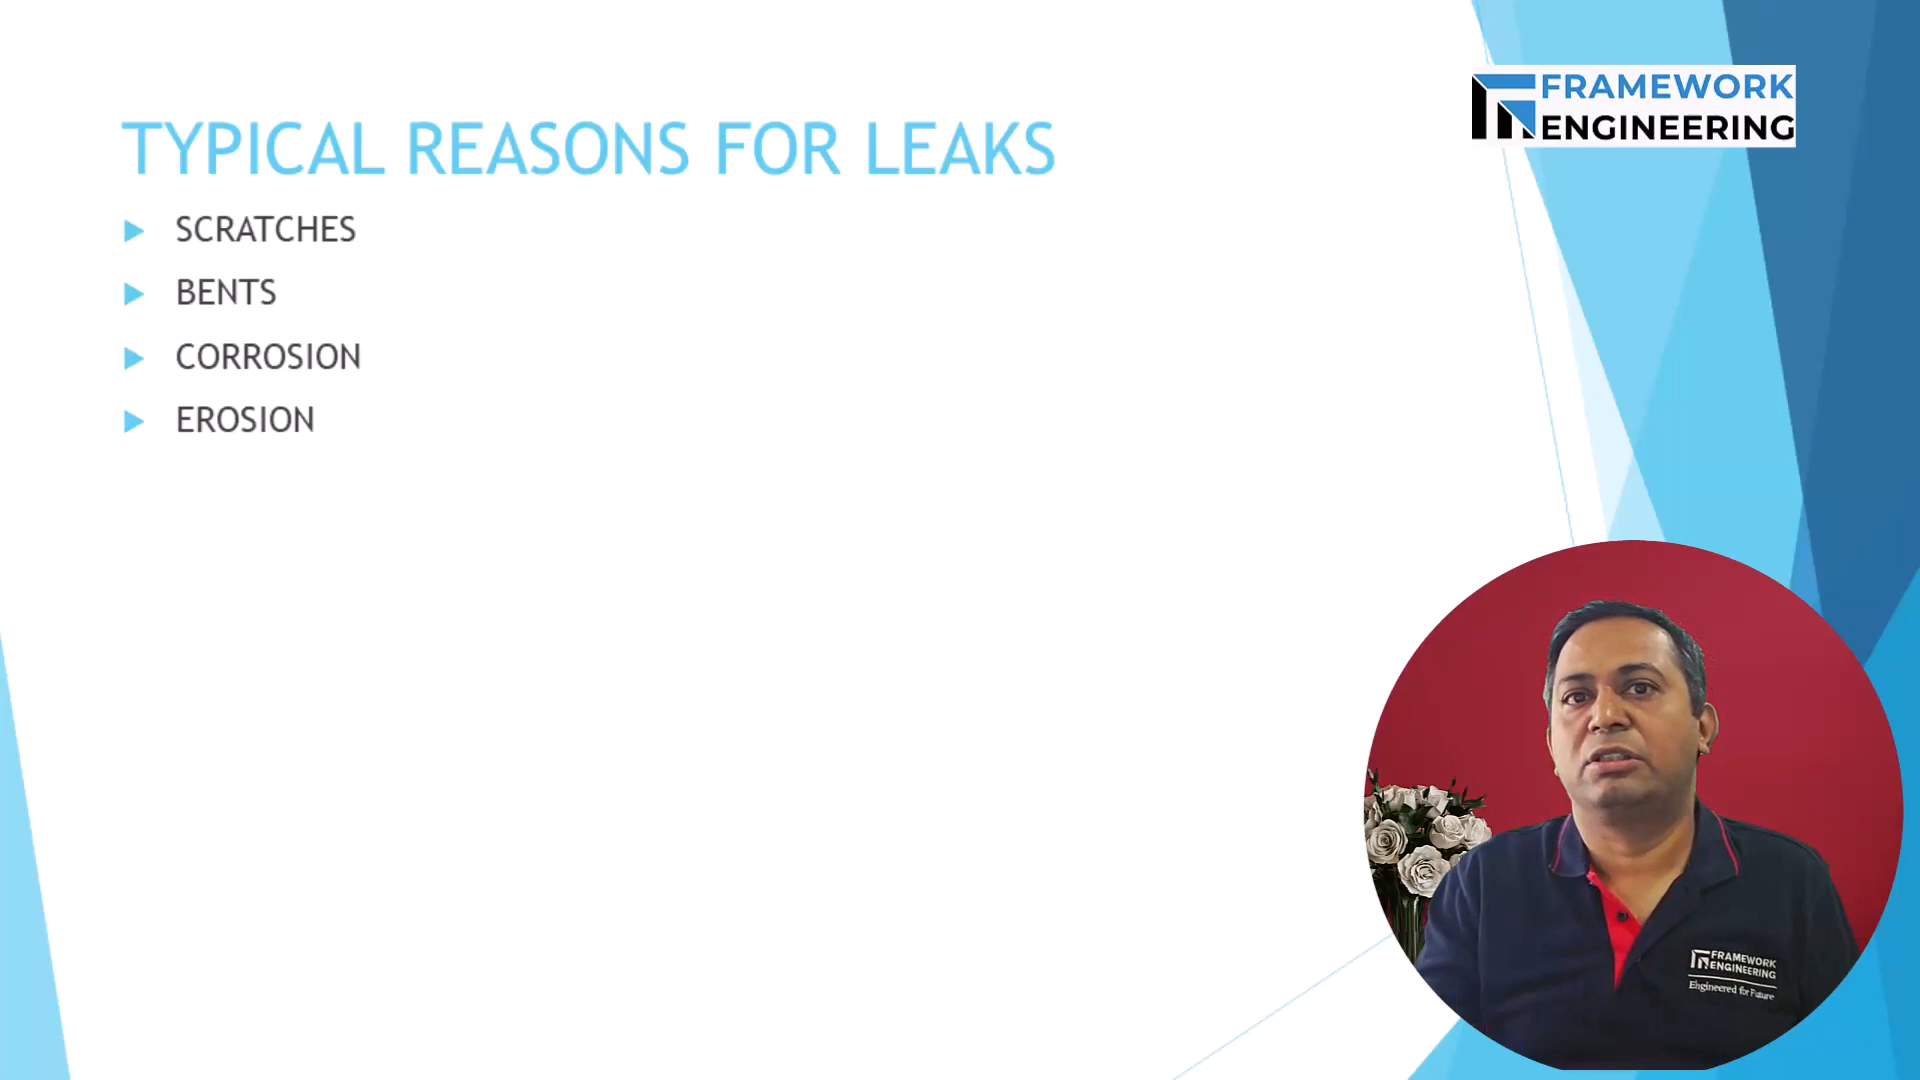 FRAMEWORK
ENGINEERING
TYPICAL REASONS FOR LEAKS
SCRATCHES
BENTS
CORROSION
EROSION
FRAMEWORK
ENGINEERING
Engineered for Future